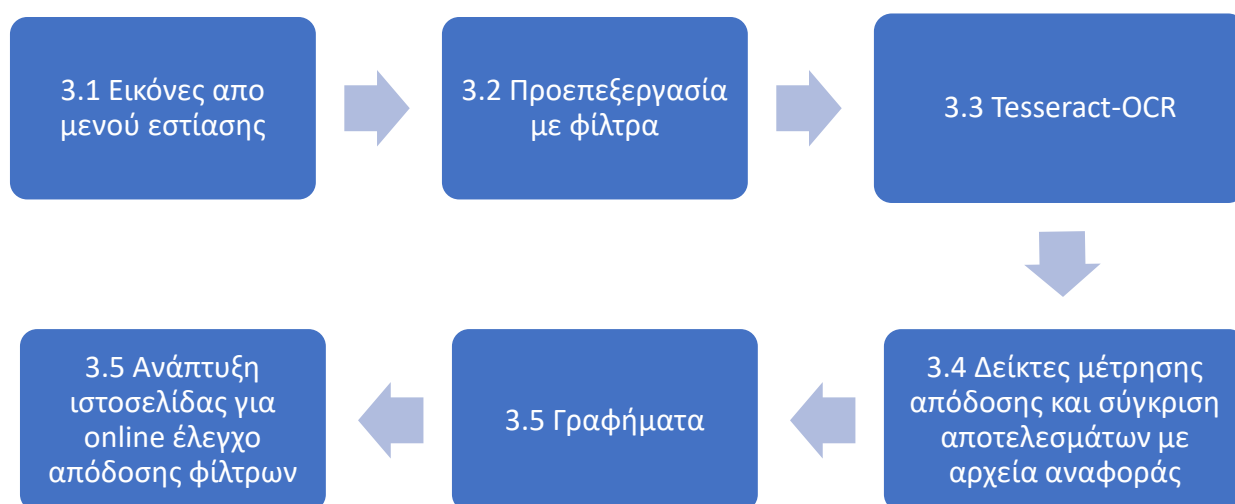 3.1 Εικόνες απο
μενού εστίασης
3.2 Προεπεξεργασία
με φίλτρα
3.3 Tesseract-OCR
3.4 Δείκτες μέτρησης
απόδοσης και σύγκριση
αποτελεσμάτων με
αρχεία αναφοράς
3.5 Γραφήματα
3.5 Ανάπτυξη
ιστοσελίδας για
online έλεγχο
απόδοσης φίλτρων